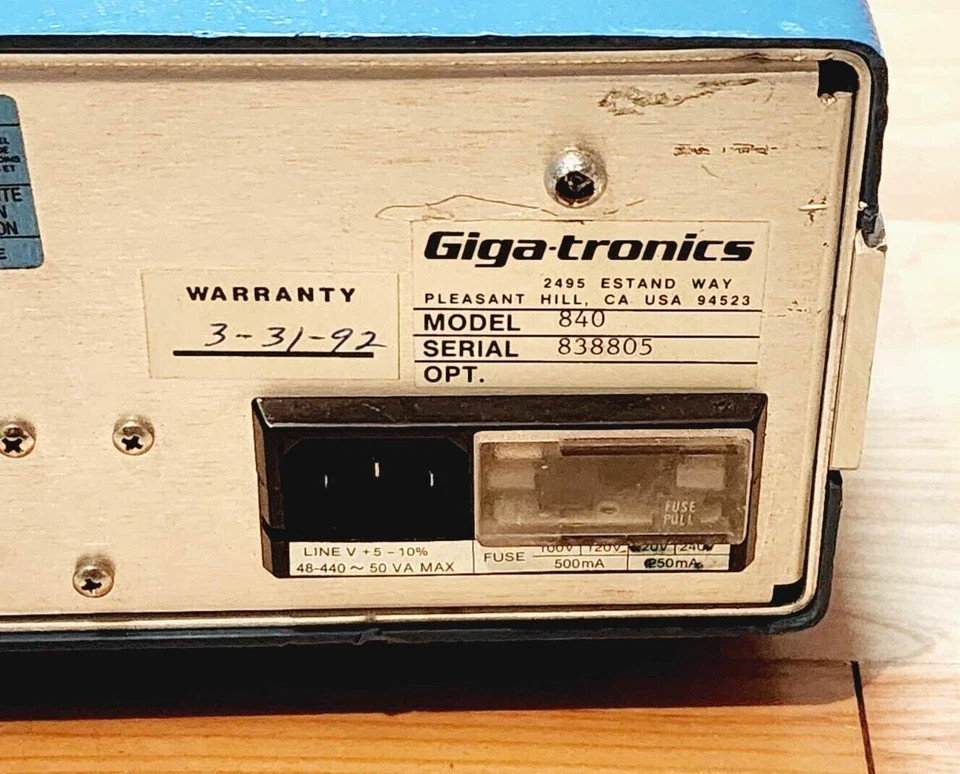 Giga-tronics
2495 ESTAND WAY
PLEASANT HILL, CA USA 94523
MODEL 840
SERIAL 838805
OPT.
WARRANTY
3-31-92
FUSE
PULL
LINE V +5 -10%
48-440 ~ 50 VA MAX
FUSE
100V 120V 220V 240V
500mA 250mA
ON